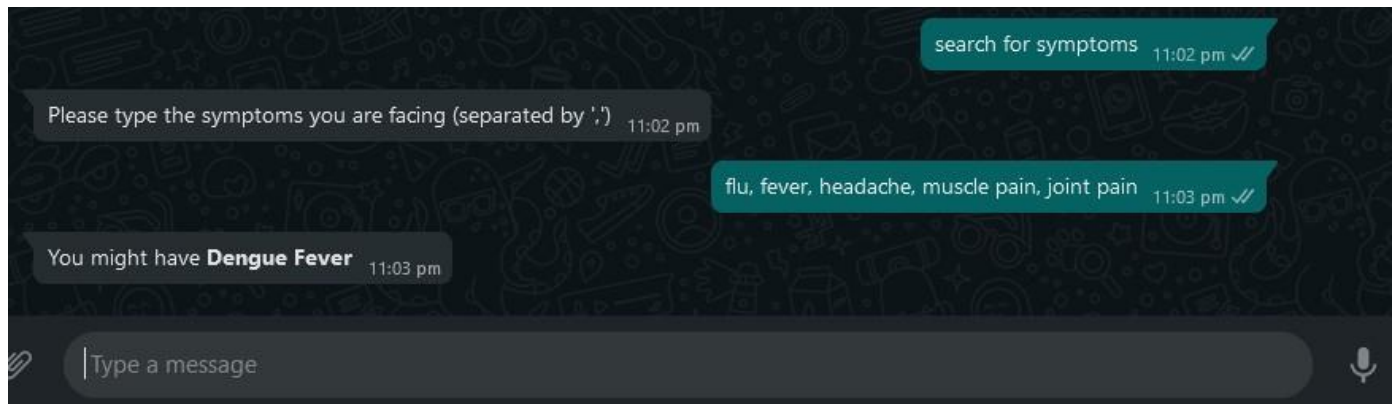 search for symptoms 11:02 pm
Please type the symptoms you are facing (separated by ',') 11:02 pm
flu, fever, headache, muscle pain, joint pain 11:03 pm
You might have Dengue Fever 11:03 pm
Type a message